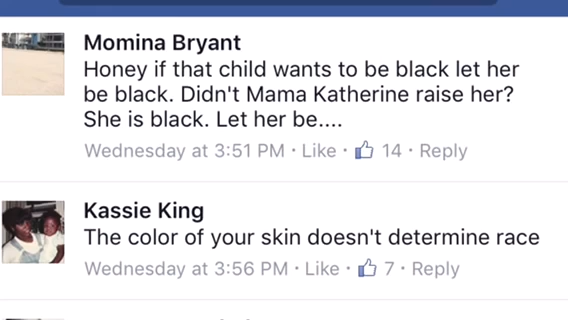 Momina Bryant
Honey if that child wants to be black let her
be black. Didn't Mama Katherine raise her?
She is black. Let her be....
Wednesday at 3:51 PM · Like · 14 · Reply
Kassie King
The color of your skin doesn't determine race
Wednesday at 3:56 PM · Like · 7 · Reply